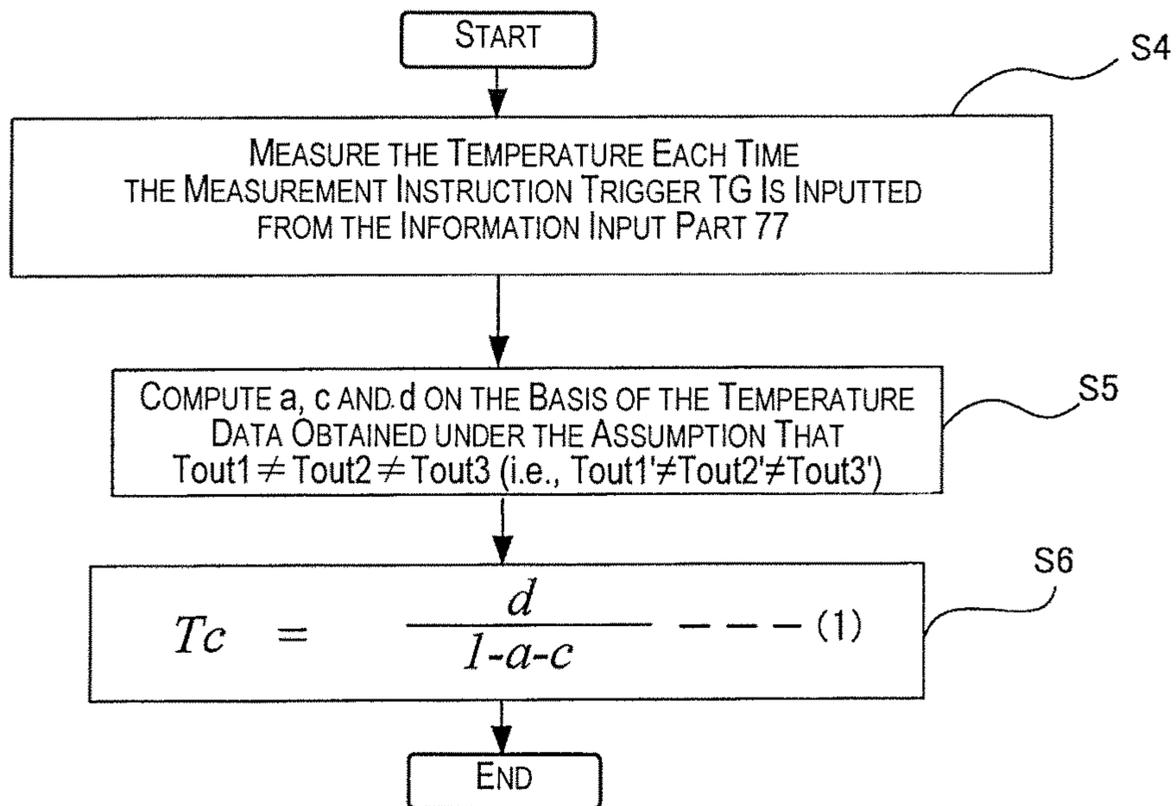 START
S4
MEASURE THE TEMPERATURE EACH TIME
THE MEASUREMENT INSTRUCTION TRIGGER TG IS INPUTTED
FROM THE INFORMATION INPUT PART 77
S5
COMPUTE a, c AND d ON THE BASIS OF THE TEMPERATURE
DATA OBTAINED UNDER THE ASSUMPTION THAT
Tout1 ≠ Tout2 ≠ Tout3 (i.e., Tout1'≠Tout2'≠Tout3')
S6
Tc = d / 1-a-c ––– (1)
END